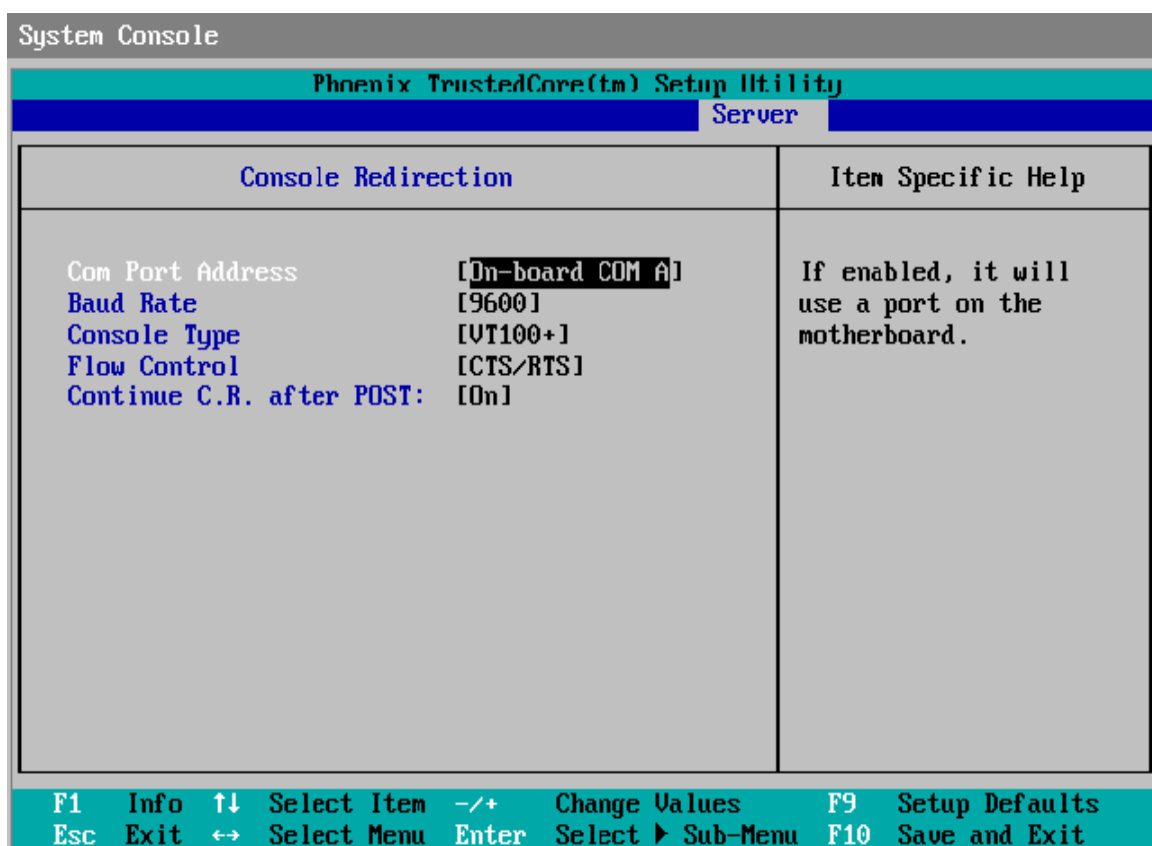 System Console
Phoenix TrustedCore(tm) Setup Utility
Server
Console Redirection
Item Specific Help
Com Port Address [On-board COM A]
Baud Rate [9600]
Console Type [VT100+]
Flow Control [CTS/RTS]
Continue C.R. after POST: [On]
If enabled, it will
use a port on the
motherboard.
F1 Info ↑↓ Select Item -/+ Change Values F9 Setup Defaults
Esc Exit ↔ Select Menu Enter Select ▶ Sub-Menu F10 Save and Exit